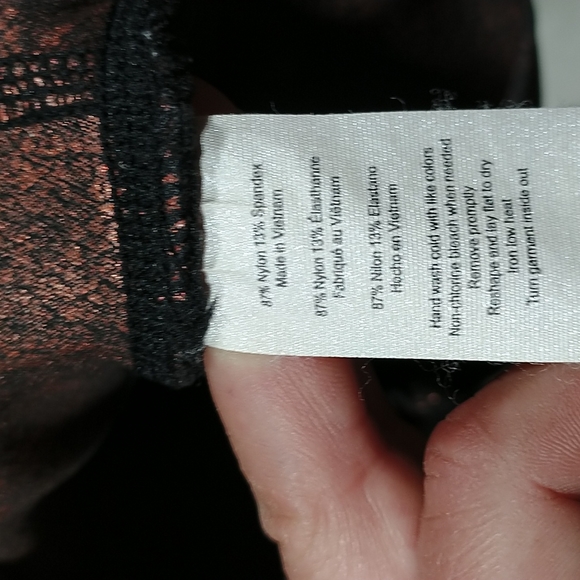 87% Nylon 13% Spandex
Made in Vietnam
87% Nylon 13% Élasthanne
Fabriqué au Viêtnam
87% Nilon 13% Elastano
Hecho en Vietnam
Hand wash cold with like colors
Non-chlorine bleach when needed
Remove promptly
Reshape and lay flat to dry
Iron low heat
Turn garment inside out